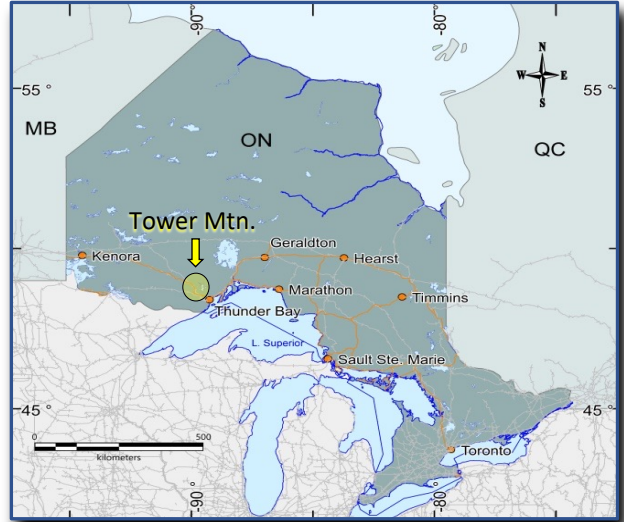 -90°
-80°
N
W E
S
55 °
55 °
MB
ON
QC
Tower Mtn.
Geraldton
Kenora
Hearst
Marathon
Timmins
Thunder Bay
L. Superior
Sault Ste. Marie
45 °
45 °
0 500
kilometers
Toronto
-90°
-80°